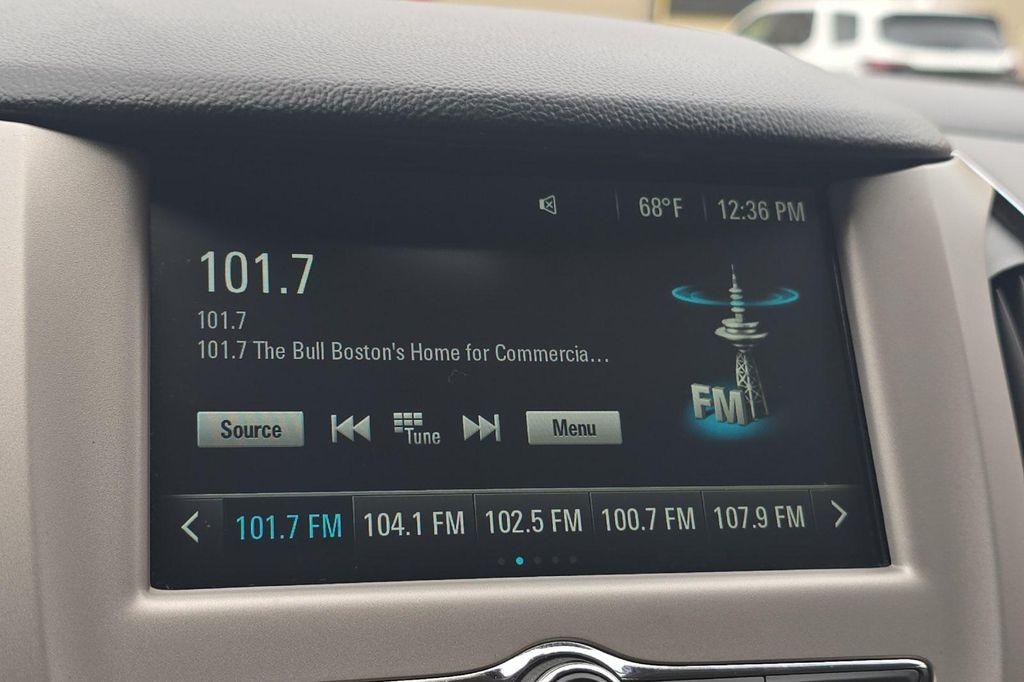 68°F 12:36 PM
101.7
101.7
101.7 The Bull Boston's Home for Commercia...
FM
Source Tune Menu
101.7 FM 104.1 FM 102.5 FM 100.7 FM 107.9 FM